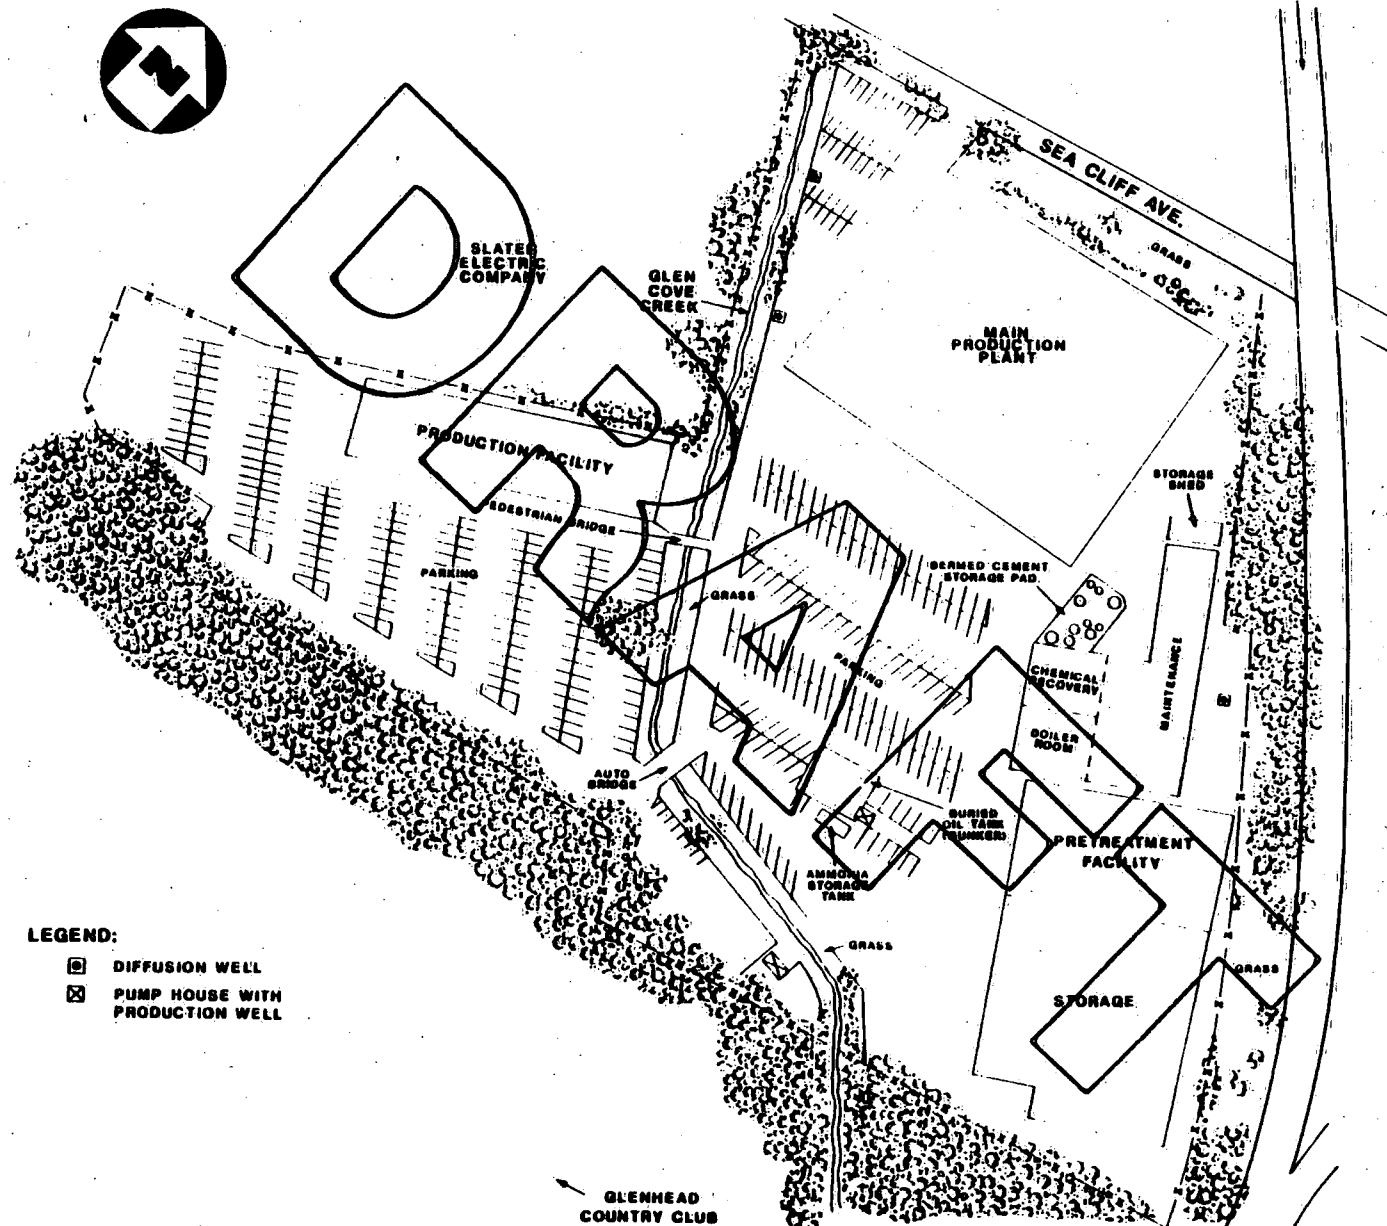 N
DRAFT
SEA CLIFF AVE.
GRASS
SLATER
ELECTRIC
COMPANY
GLEN
COVE
CREEK
MAIN
PRODUCTION
PLANT
PRODUCTION FACILITY
STORAGE
SHED
PEDESTRIAN BRIDGE
PARKING
BERMED CEMENT
STORAGE PAD
GRASS
PARKING
CHEMICAL
RECOVERY
MAINTENANCE
BOILER
ROOM
AUTO
BRIDGE
BURIED
OIL TANK
(BUNKER)
PRETREATMENT
FACILITY
AMMONIA
STORAGE
TANK
GRASS
GRASS
STORAGE
LEGEND:
DIFFUSION WELL
PUMP HOUSE WITH
PRODUCTION WELL
GLENHEAD
COUNTRY CLUB